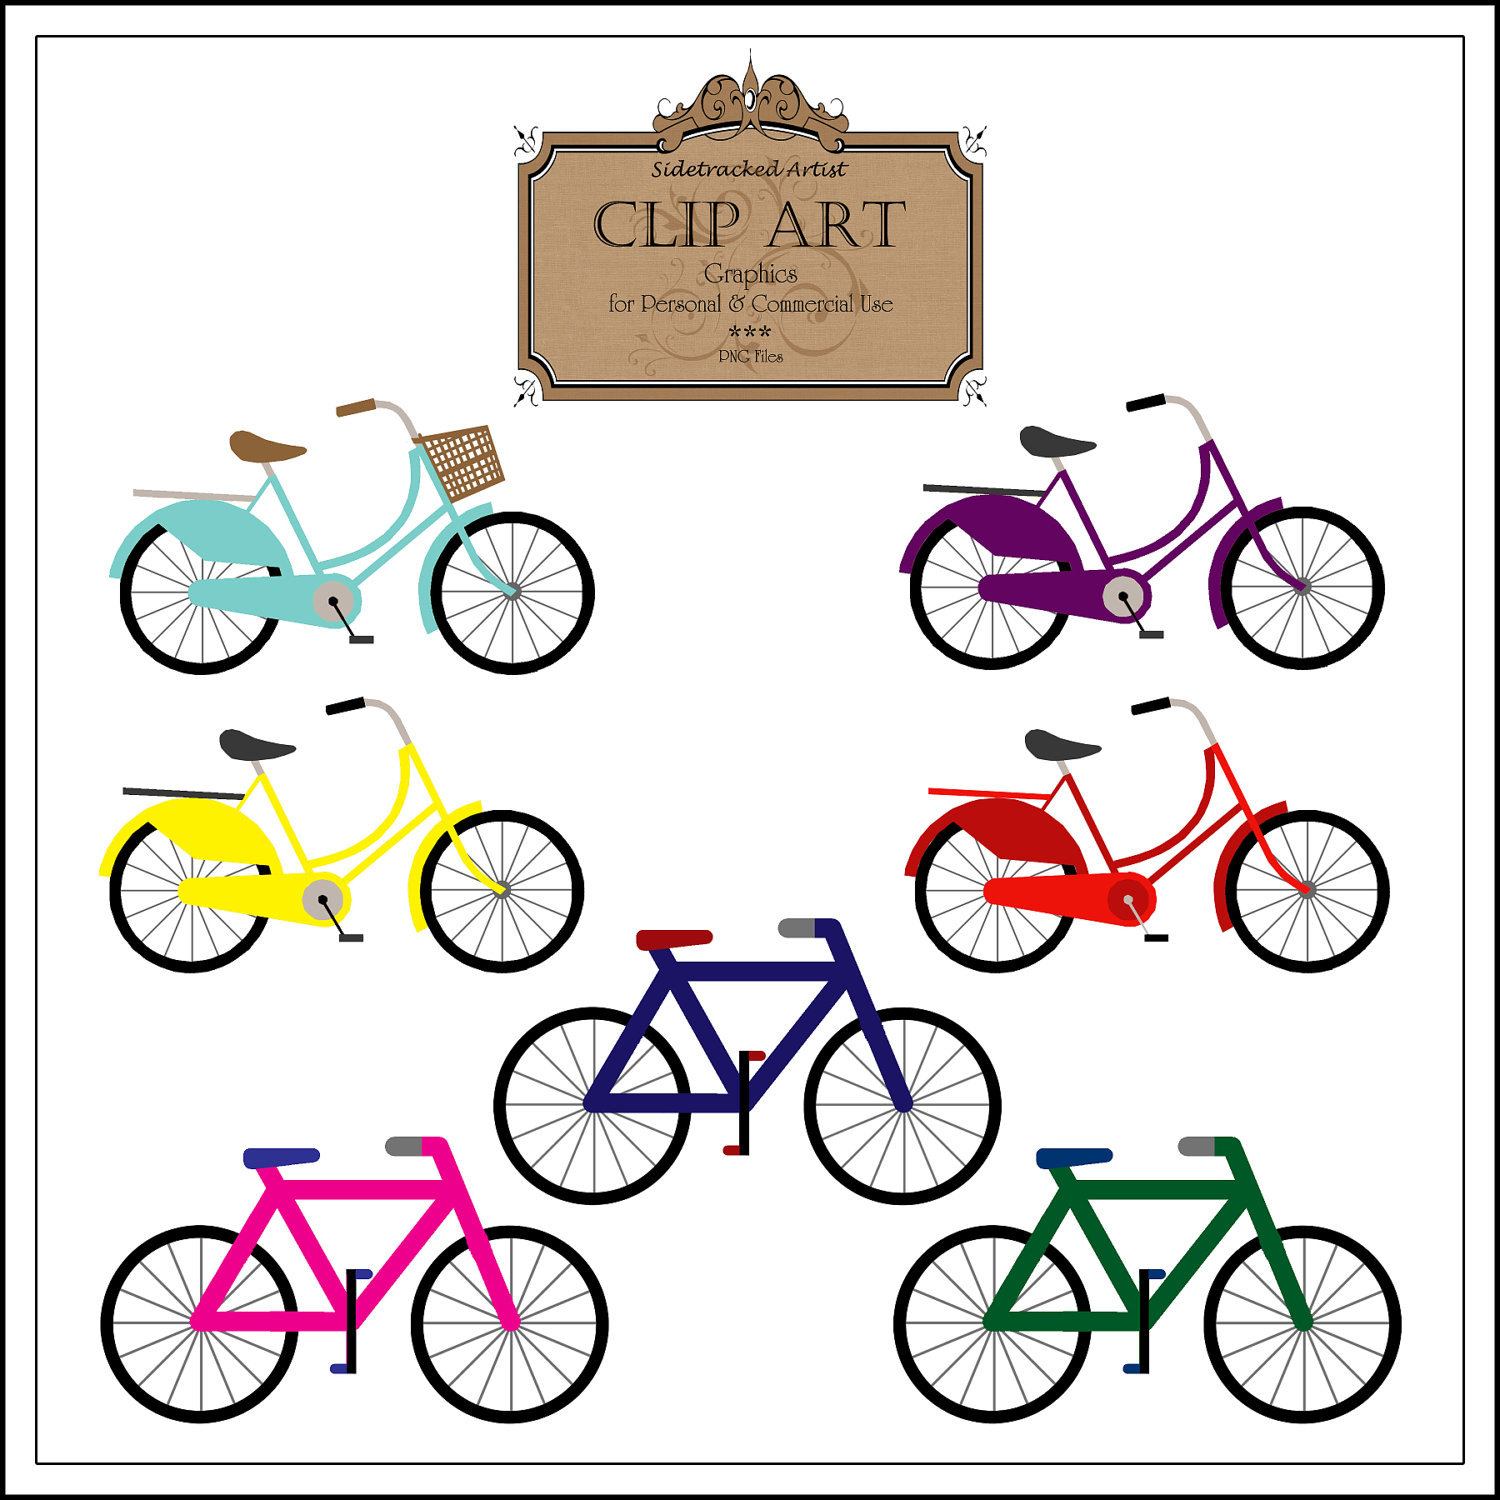 Sidetracked Artist
CLIP ART
Graphics
for Personal & Commercial Use
***
PNG Files